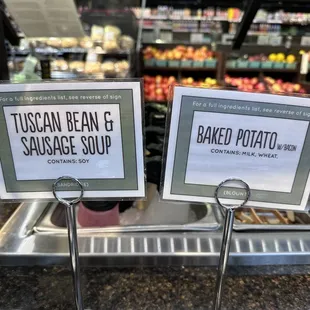 For a full ingredients list, see reverse of sign.
TUSCAN BEAN &
SAUSAGE SOUP
CONTAINS: SOY
For a full ingredients list, see reverse of sign.
BAKED POTATO W/BACON
CONTAINS: MILK, WHEAT.